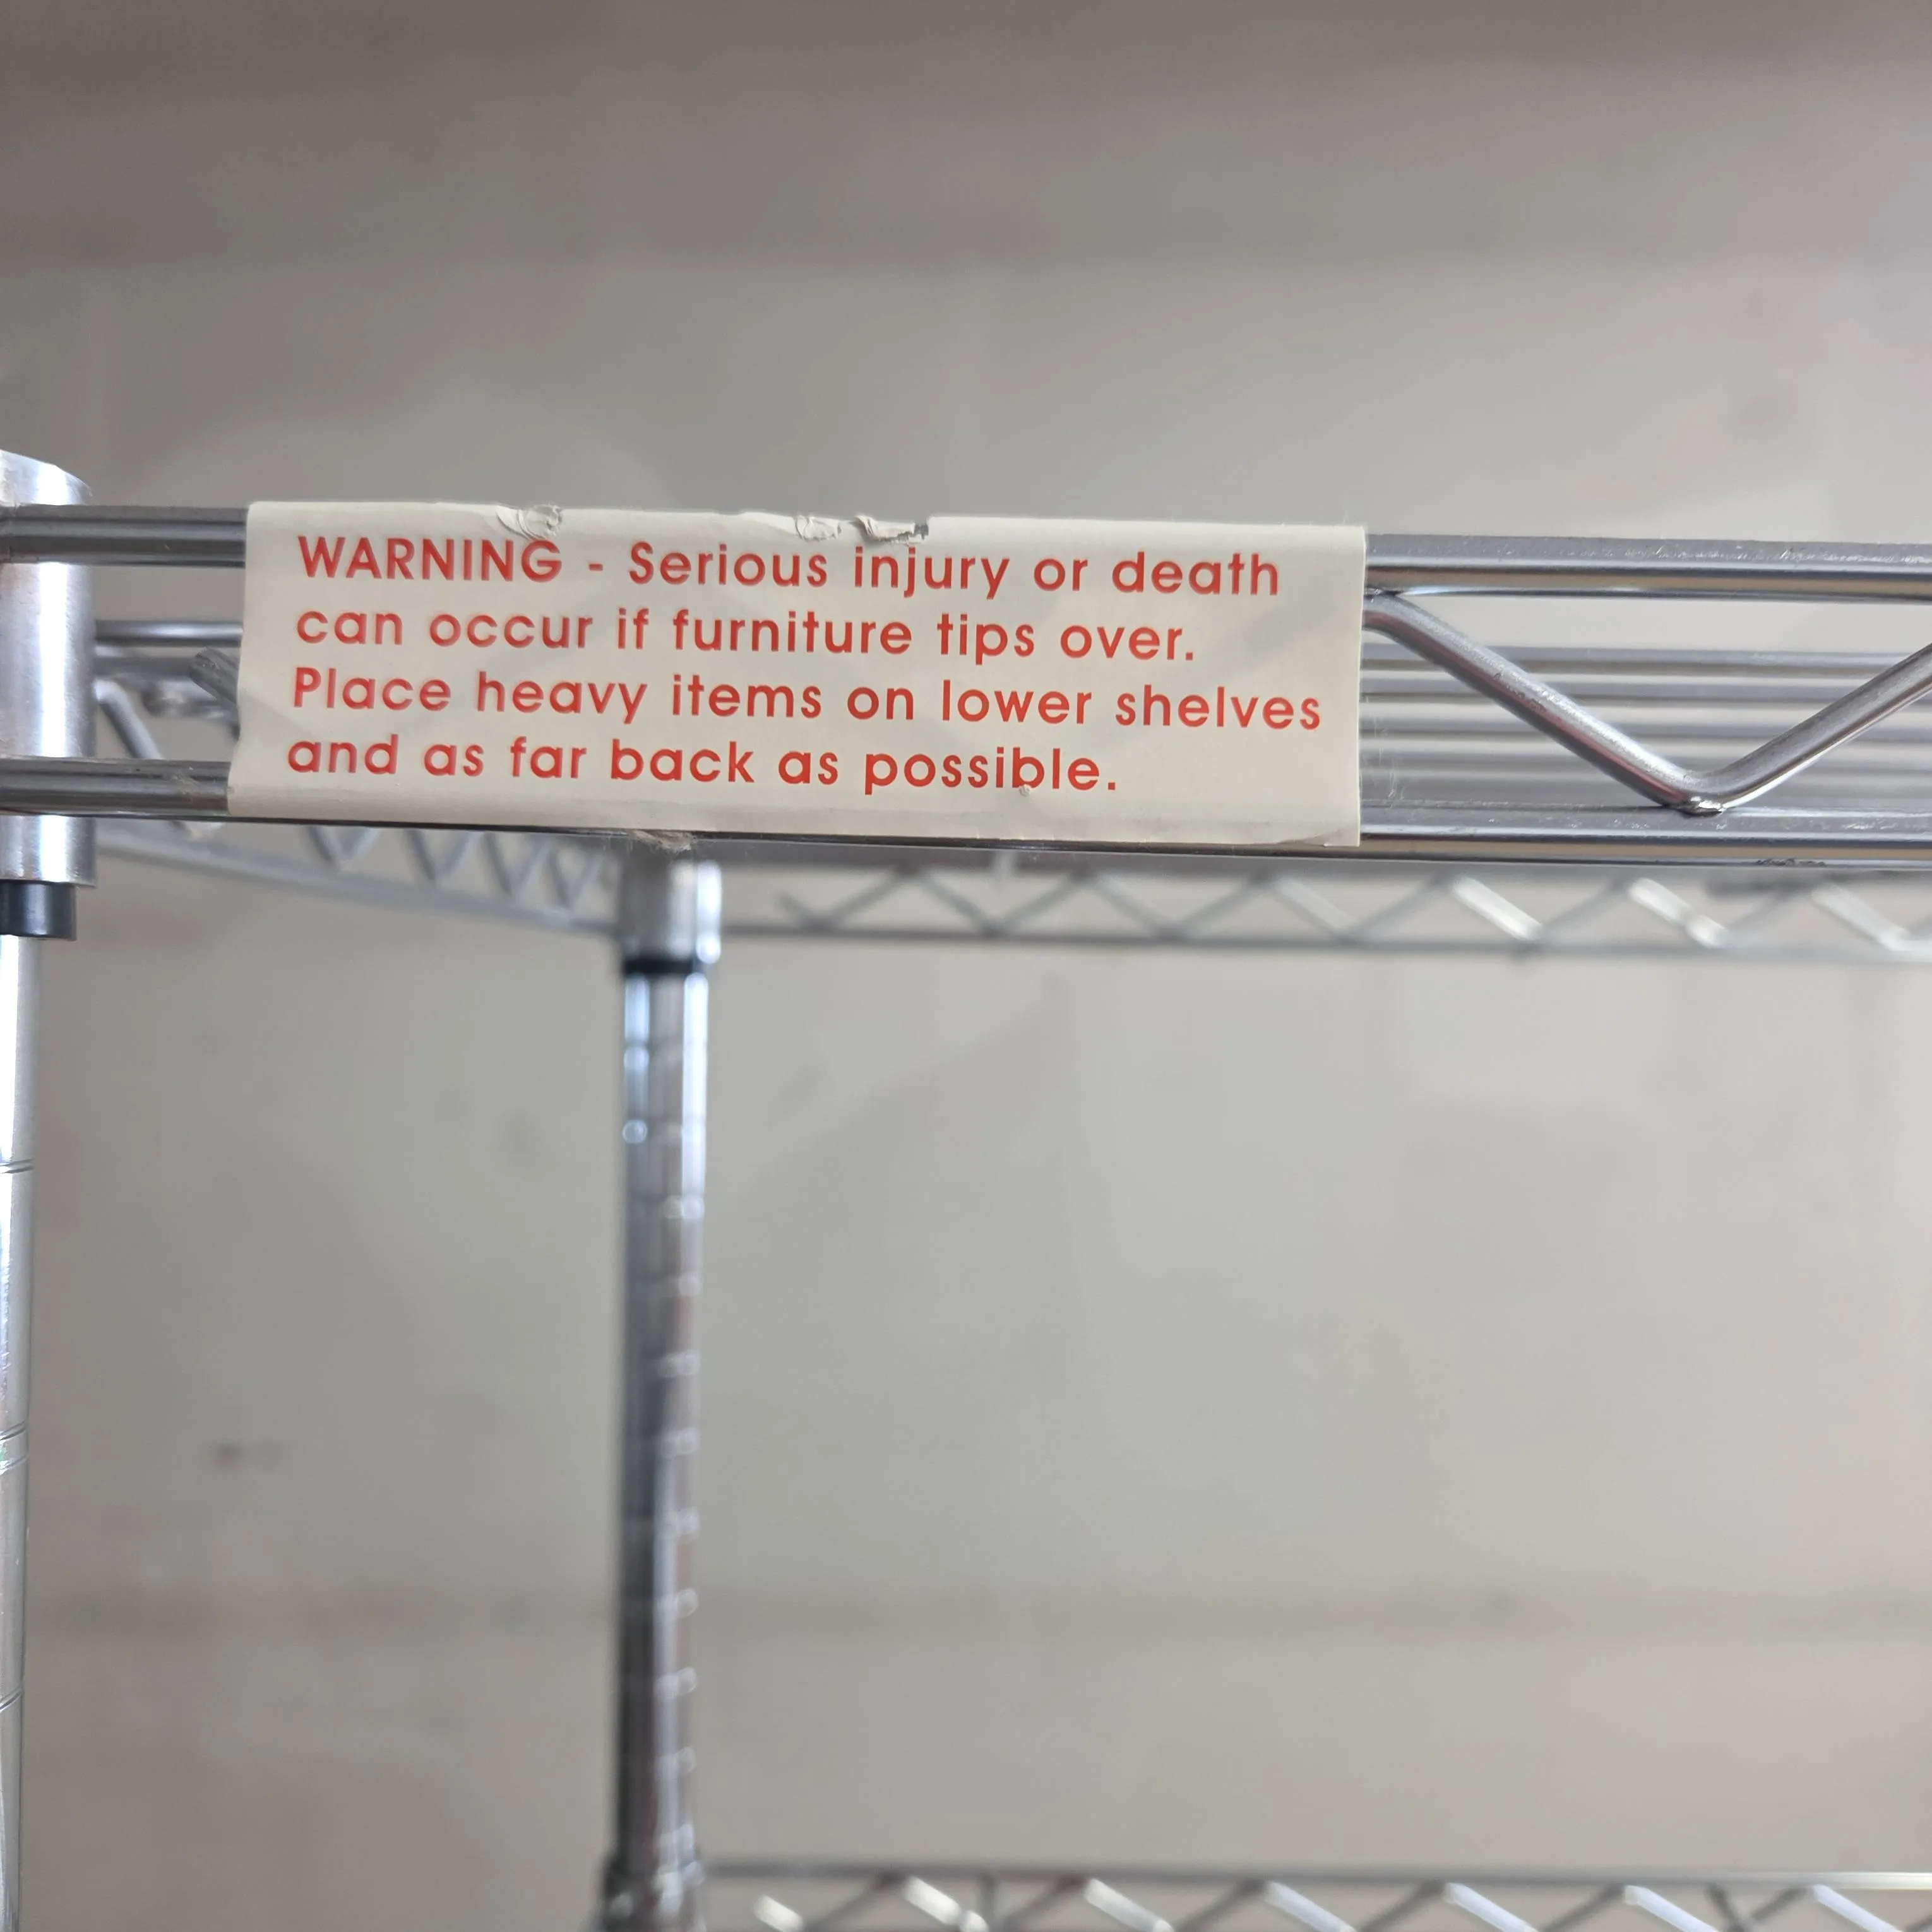 WARNING - Serious injury or death
can occur if furniture tips over.
Place heavy items on lower shelves
and as far back as possible.